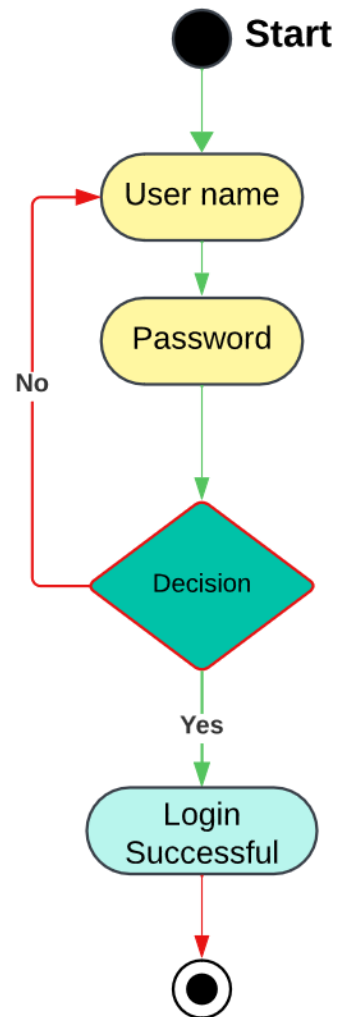 Start
User name
Password
No
Decision
Yes
Login
Successful